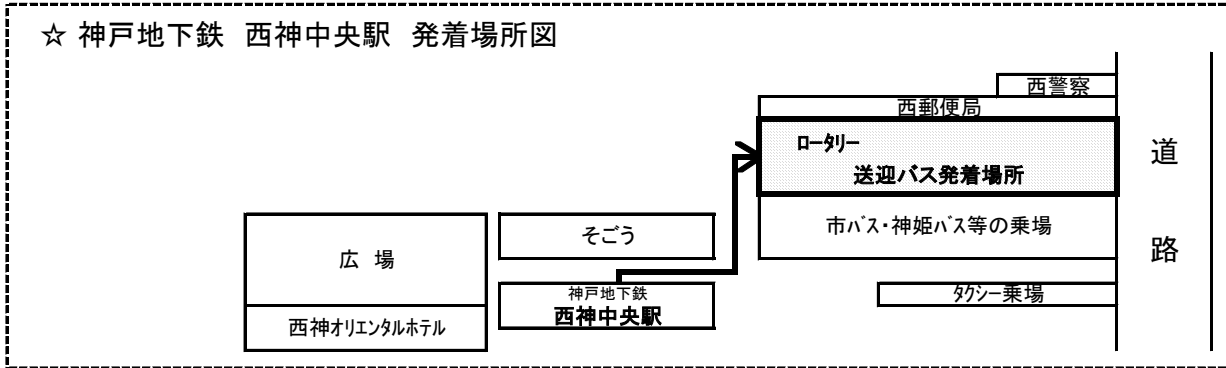 ☆ 神戸地下鉄 西神中央駅 発着場所図
西警察
西郵便局
ﾛｰﾀﾘｰ
送迎バス発着場所
道
路
市ﾊﾞｽ・神姫ﾊﾞｽ等の乗場
そごう
広 場
神戸地下鉄
西神中央駅
ﾀｸｼｰ乗場
西神ｵﾘｴﾝﾀﾙﾎﾃﾙ